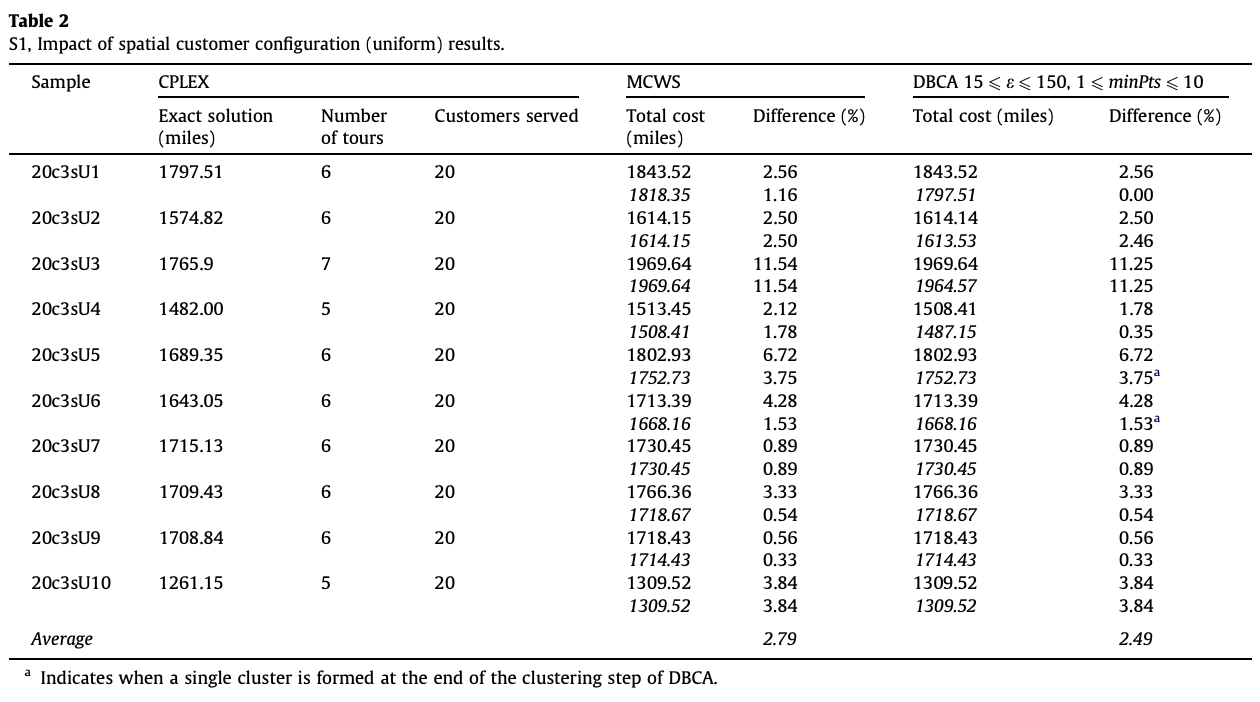 Table 2
S1, Impact of spatial customer configuration (uniform) results.
Sample CPLEX MCWS DBCA 15 ⩽ ε ⩽ 150, 1 ⩽ minPts ⩽ 10
Exact solution (miles) Number of tours Customers served Total cost (miles) Difference (%) Total cost (miles) Difference (%)
20c3sU1 1797.51 6 20 1843.52 2.56 1843.52 2.56
1818.35 1.16 1797.51 0.00
20c3sU2 1574.82 6 20 1614.15 2.50 1614.14 2.50
1614.15 2.50 1613.53 2.46
20c3sU3 1765.9 7 20 1969.64 11.54 1969.64 11.25
1969.64 11.54 1964.57 11.25
20c3sU4 1482.00 5 20 1513.45 2.12 1508.41 1.78
1508.41 1.78 1487.15 0.35
20c3sU5 1689.35 6 20 1802.93 6.72 1802.93 6.72
1752.73 3.75 1752.73 3.75a
20c3sU6 1643.05 6 20 1713.39 4.28 1713.39 4.28
1668.16 1.53 1668.16 1.53a
20c3sU7 1715.13 6 20 1730.45 0.89 1730.45 0.89
1730.45 0.89 1730.45 0.89
20c3sU8 1709.43 6 20 1766.36 3.33 1766.36 3.33
1718.67 0.54 1718.67 0.54
20c3sU9 1708.84 6 20 1718.43 0.56 1718.43 0.56
1714.43 0.33 1714.43 0.33
20c3sU10 1261.15 5 20 1309.52 3.84 1309.52 3.84
1309.52 3.84 1309.52 3.84
Average 2.79 2.49
a Indicates when a single cluster is formed at the end of the clustering step of DBCA.